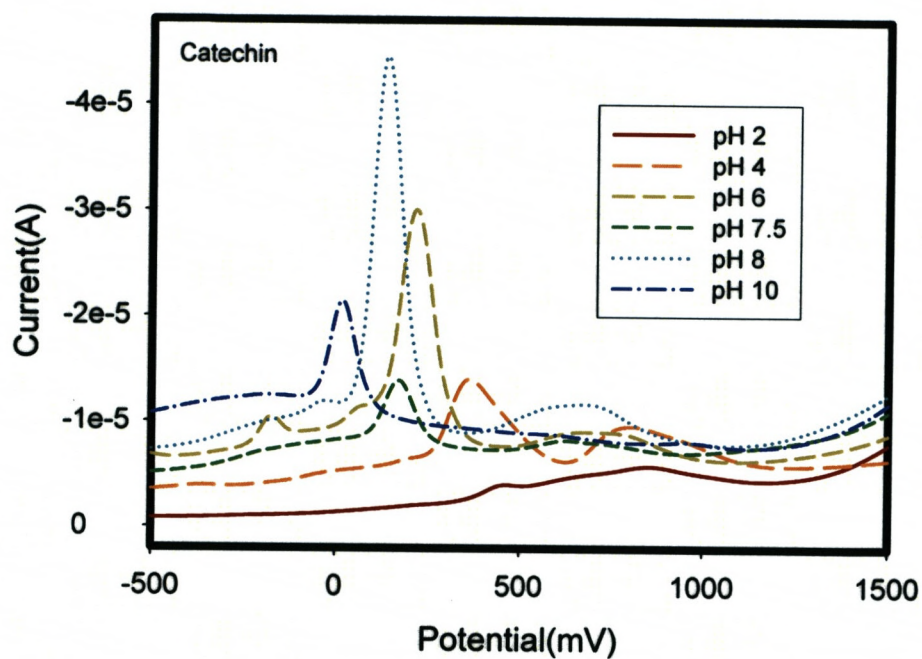 Catechin
-4e-5
-3e-5
-2e-5
-1e-5
0
Current(A)
pH 2
pH 4
pH 6
pH 7.5
pH 8
pH 10
-500
0
500
1000
1500
Potential(mV)